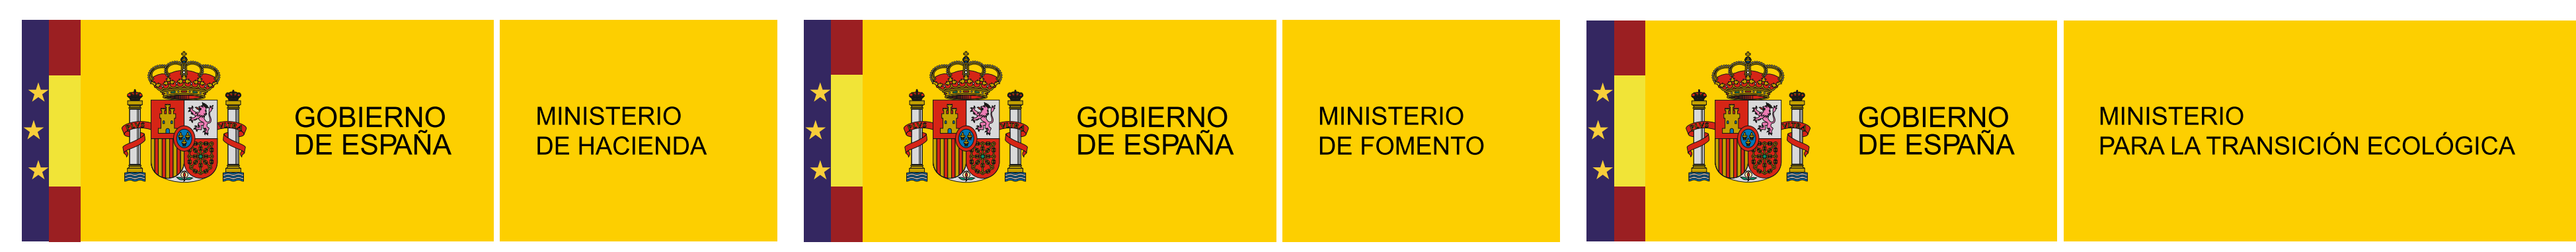 GOBIERNO
DE ESPAÑA
MINISTERIO
DE HACIENDA
GOBIERNO
DE ESPAÑA
MINISTERIO
DE FOMENTO
GOBIERNO
DE ESPAÑA
MINISTERIO
PARA LA TRANSICIÓN ECOLÓGICA